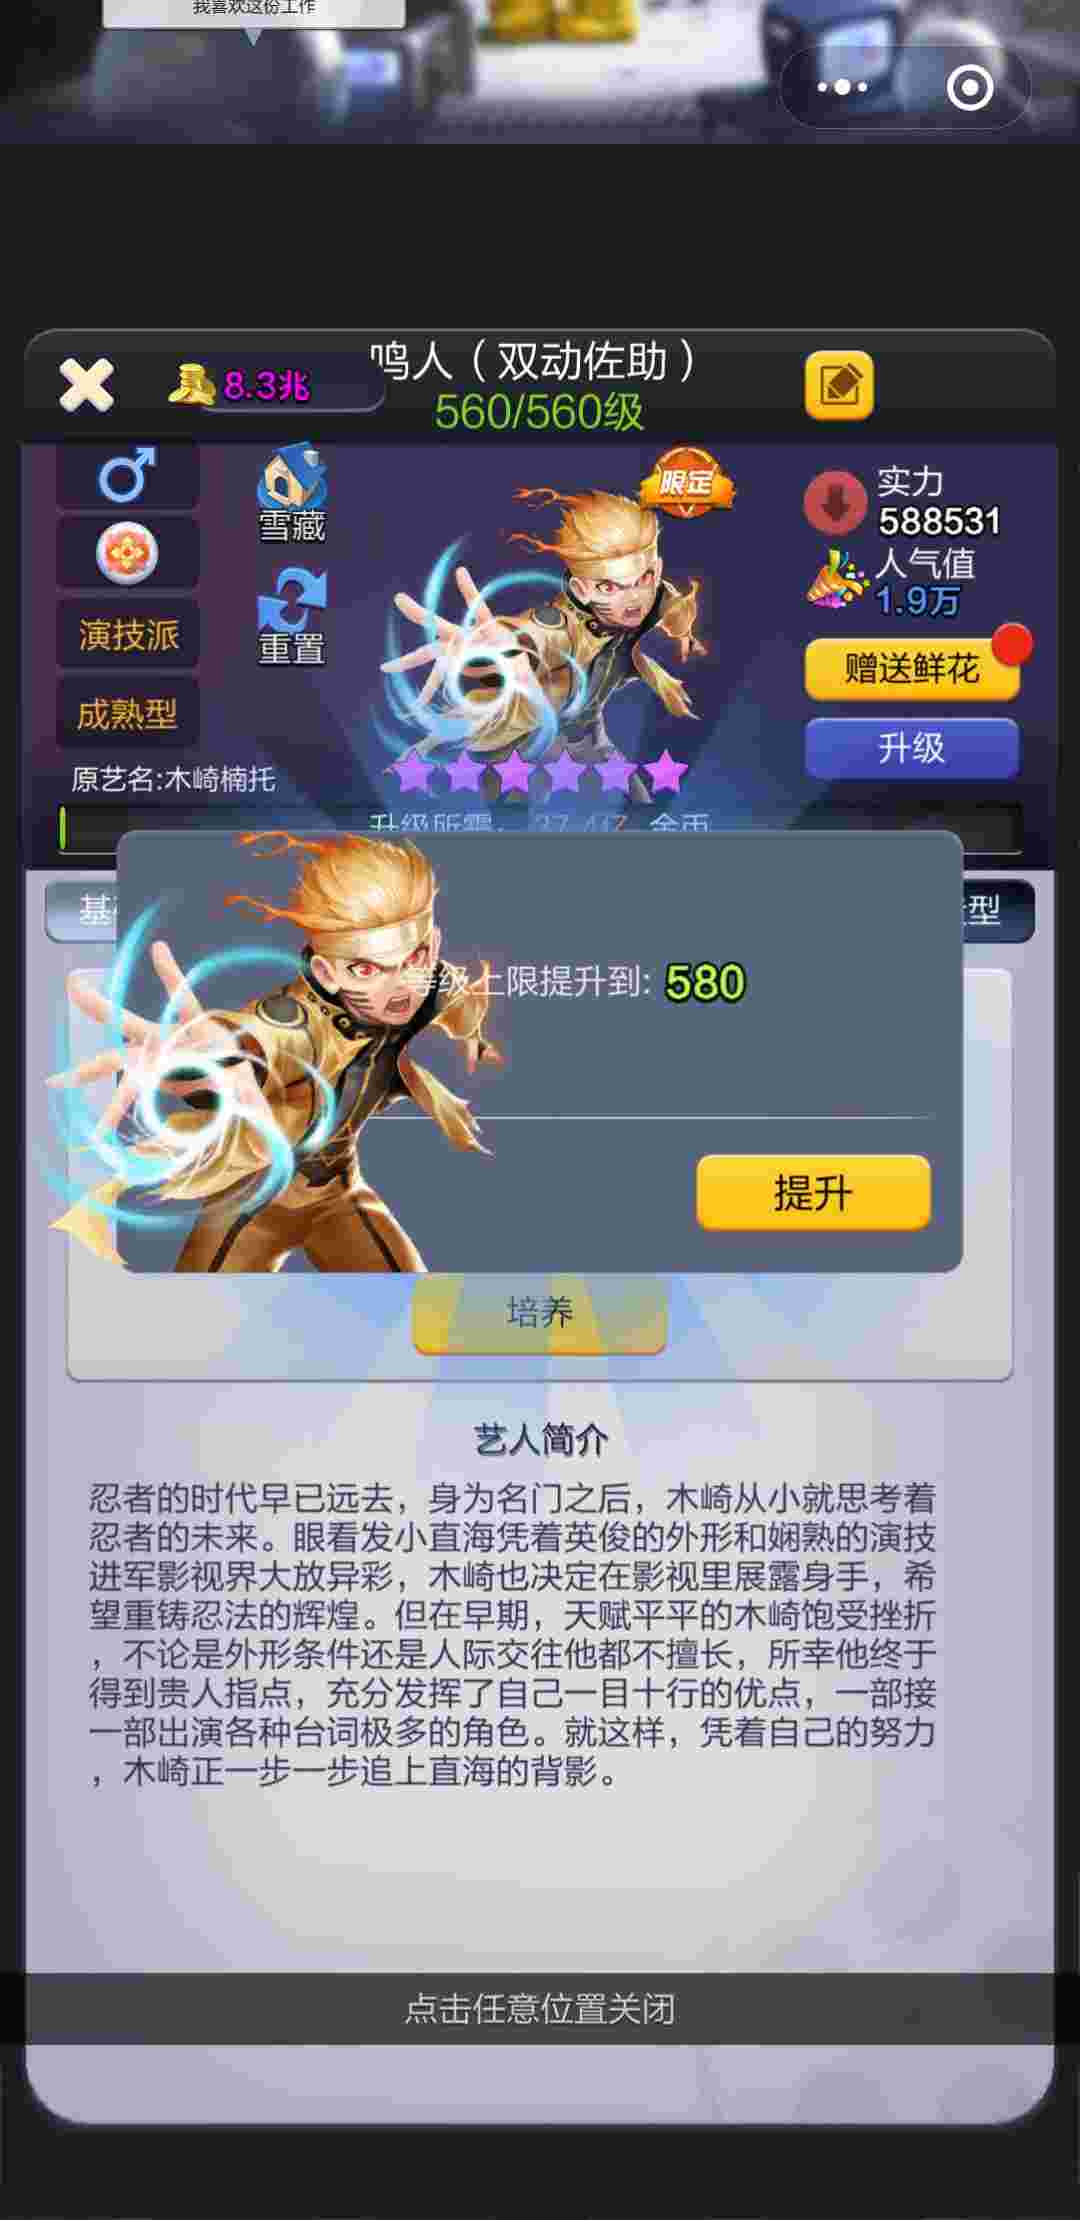 我喜欢这份工作
8.3兆
鸣人（双动佐助）
560/560级
限定
雪藏
重置
演技派
成熟型
原艺名:木崎楠托
实力
588531
人气值
1.9万
赠送鲜花
升级
升级所需: 37.4亿 金币
基
型
等级上限提升到: 580
提升
培养
艺人简介
忍者的时代早已远去，身为名门之后，木崎从小就思考着
忍者的未来。眼看发小直海凭着英俊的外形和娴熟的演技
进军影视界大放异彩，木崎也决定在影视里展露身手，希
望重铸忍法的辉煌。但在早期，天赋平平的木崎饱受挫折
，不论是外形条件还是人际交往他都不擅长，所幸他终于
得到贵人指点，充分发挥了自己一目十行的优点，一部接
一部出演各种台词极多的角色。就这样，凭着自己的努力
，木崎正一步一步追上直海的背影。
点击任意位置关闭